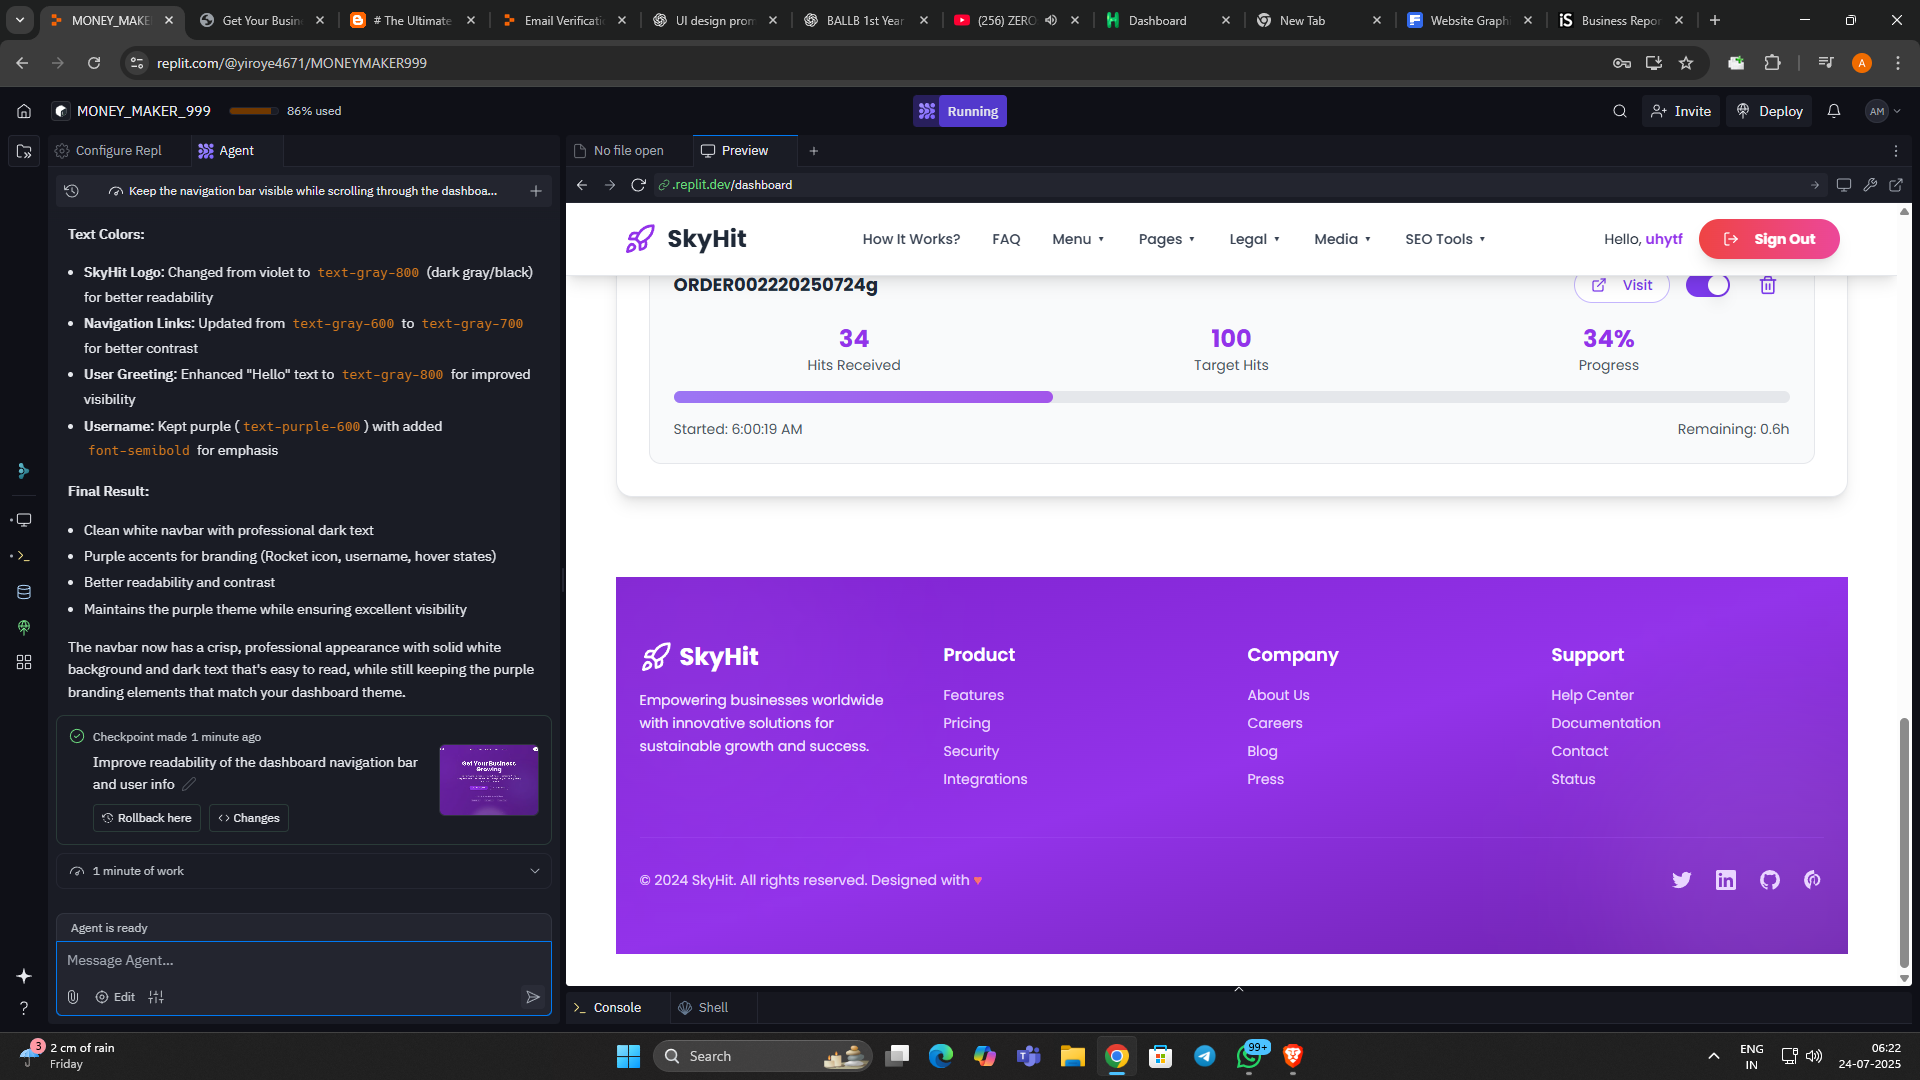 MONEY_MAKE
Get Your Busin
# The Ultimate
Email Verificatio
UI design prom
BALLB 1st Year
(256) ZERO
Dashboard
New Tab
Website Graph
Business Repor
replit.com/@yiroye4671/MONEYMAKER999
A
MONEY_MAKER_999
86% used
Running
Invite
Deploy
AM
Configure Repl
Agent
No file open
Preview
Keep the navigation bar visible while scrolling through the dashboa...
.replit.dev/dashboard
Text Colors:
• SkyHit Logo: Changed from violet to text-gray-800 (dark gray/black)
for better readability
• Navigation Links: Updated from text-gray-600 to text-gray-700
for better contrast
• User Greeting: Enhanced "Hello" text to text-gray-800 for improved
visibility
• Username: Kept purple ( text-purple-600 ) with added
font-semibold for emphasis
Final Result:
• Clean white navbar with professional dark text
• Purple accents for branding (Rocket icon, username, hover states)
• Better readability and contrast
• Maintains the purple theme while ensuring excellent visibility
The navbar now has a crisp, professional appearance with solid white
background and dark text that's easy to read, while still keeping the purple
branding elements that match your dashboard theme.
Checkpoint made 1 minute ago
Improve readability of the dashboard navigation bar
and user info
Get Your Business
Growing
Rollback here
Changes
1 minute of work
Agent is ready
Message Agent...
Edit
SkyHit
How It Works?
FAQ
Menu
Pages
Legal
Media
SEO Tools
Hello, uhytf
Sign Out
ORDER0022220250724g
Visit
34
Hits Received
100
Target Hits
34%
Progress
Started: 6:00:19 AM
Remaining: 0.6h
SkyHit
Empowering businesses worldwide
with innovative solutions for
sustainable growth and success.
Product
Features
Pricing
Security
Integrations
Company
About Us
Careers
Blog
Press
Support
Help Center
Documentation
Contact
Status
© 2024 SkyHit. All rights reserved. Designed with ♥
Console
Shell
3
2 cm of rain
Friday
Search
99+
ENG
IN
06:22
24-07-2025